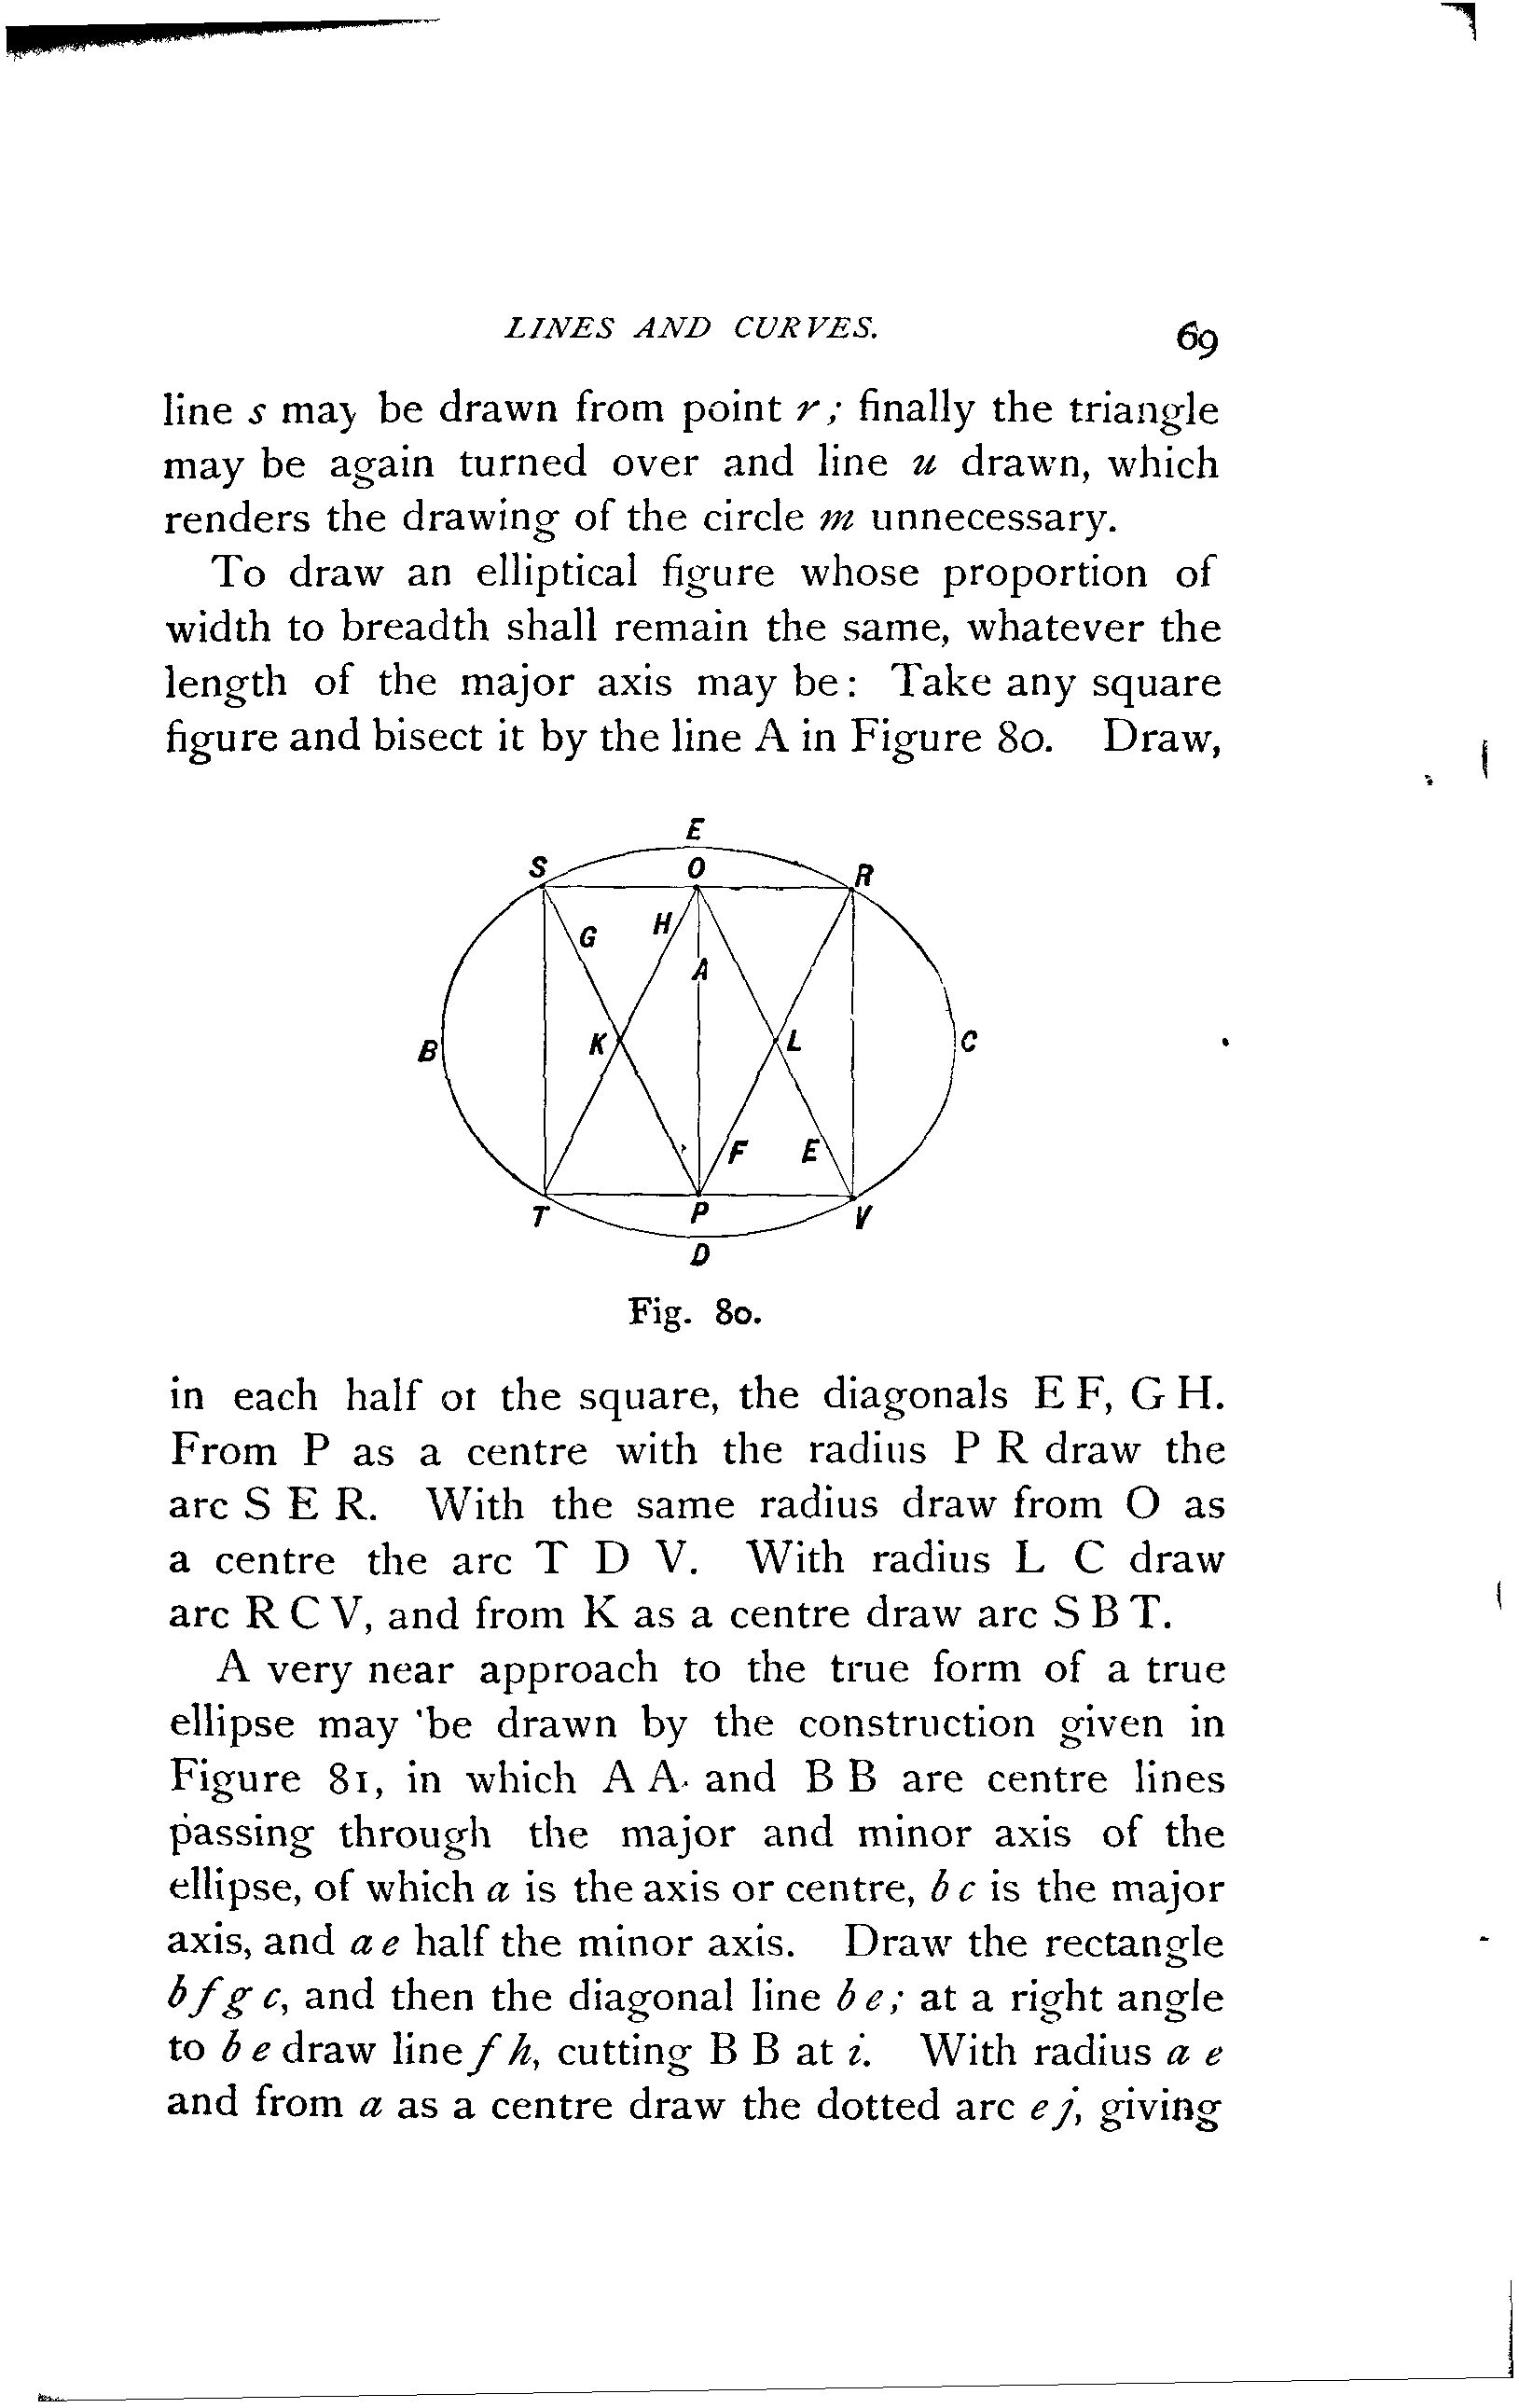 LINES AND CURVES. 69
line s may be drawn from point r; finally the triangle
may be again turned over and line u drawn, which
renders the drawing of the circle m unnecessary.
To draw an elliptical figure whose proportion of
width to breadth shall remain the same, whatever the
length of the major axis may be: Take any square
figure and bisect it by the line A in Figure 80. Draw,
E
S O R
G H
A
B K L C
F E
T P V
D
Fig. 80.
in each half of the square, the diagonals E F, G H.
From P as a centre with the radius P R draw the
arc S E R. With the same radius draw from O as
a centre the arc T D V. With radius L C draw
arc R C V, and from K as a centre draw arc S B T.
A very near approach to the true form of a true
ellipse may be drawn by the construction given in
Figure 81, in which A A and B B are centre lines
passing through the major and minor axis of the
ellipse, of which a is the axis or centre, b c is the major
axis, and a e half the minor axis. Draw the rectangle
b f g c, and then the diagonal line b e; at a right angle
to b e draw line f h, cutting B B at i. With radius a e
and from a as a centre draw the dotted arc e j, giving